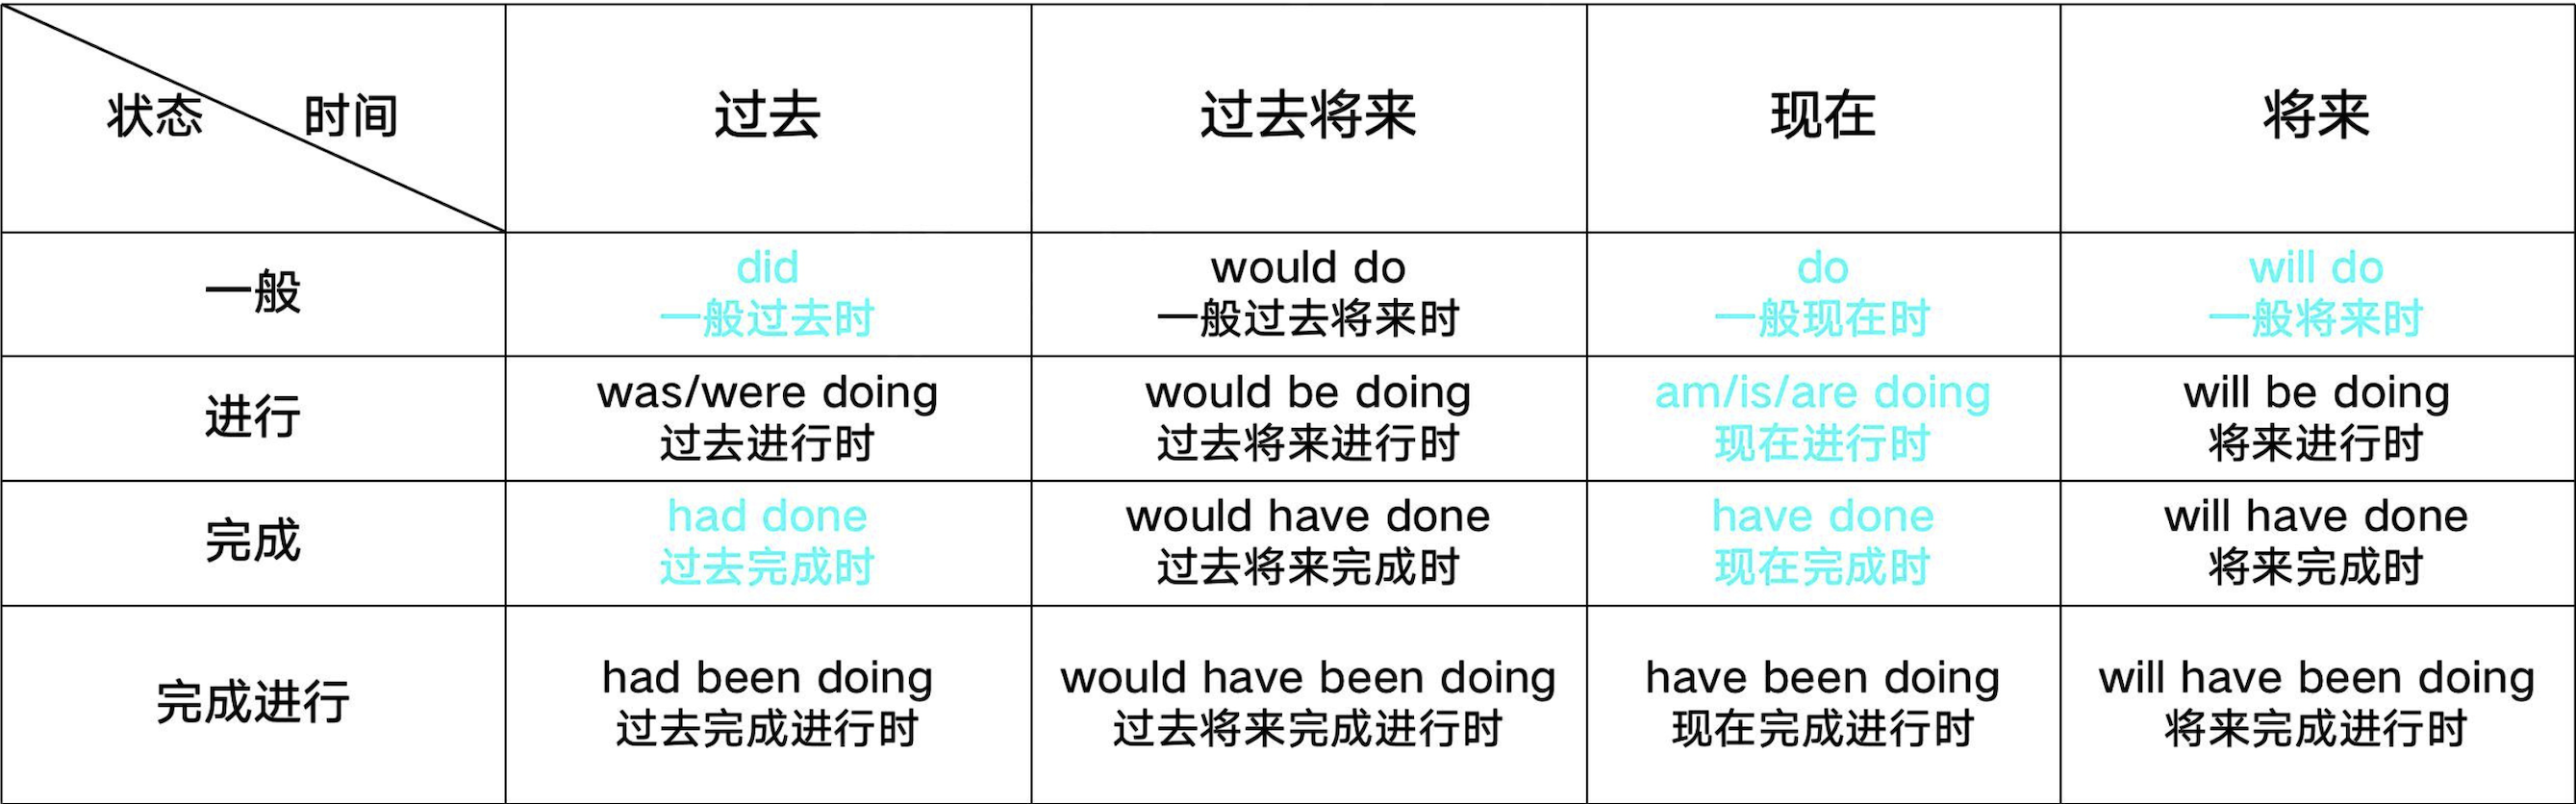 状态 时间 过去 过去将来 现在 将来
一般
did
一般过去时
would do
一般过去将来时
do
一般现在时
will do
一般将来时
进行
was/were doing
过去进行时
would be doing
过去将来进行时
am/is/are doing
现在进行时
will be doing
将来进行时
完成
had done
过去完成时
would have done
过去将来完成时
have done
现在完成时
will have done
将来完成时
完成进行
had been doing
过去完成进行时
would have been doing
过去将来完成进行时
have been doing
现在完成进行时
will have been doing
将来完成进行时